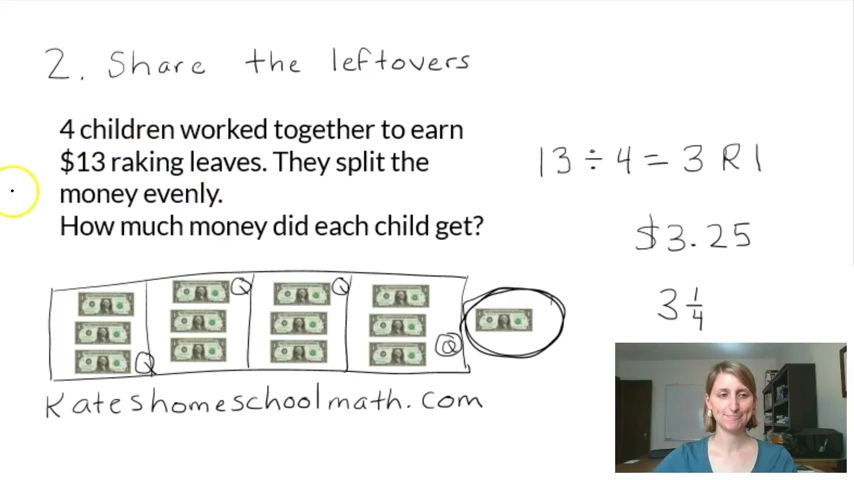 2. Share the leftovers
4 children worked together to earn
$13 raking leaves. They split the
money evenly.
How much money did each child get?
13 ÷ 4 = 3 R 1
$3.25
3 1/4
Q
Q
Q
Q
Kateshomeschoolmath.com